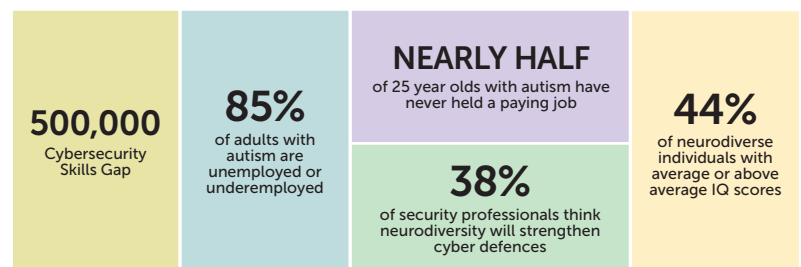 500,000
Cybersecurity
Skills Gap
85%
of adults with
autism are
unemployed or
underemployed
NEARLY HALF
of 25 year olds with autism have
never held a paying job
38%
of security professionals think
neurodiversity will strengthen
cyber defences
44%
of neurodiverse
individuals with
average or above
average IQ scores